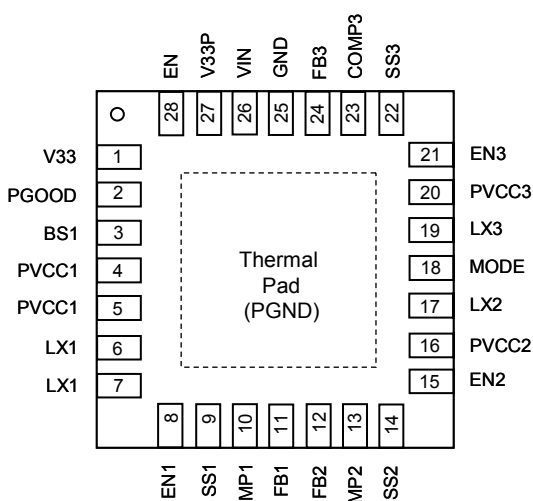 EN
V33P
VIN
GND
FB3
COMP3
SS3
28
27
26
25
24
23
22
V33 1
PGOOD 2
BS1 3
PVCC1 4
PVCC1 5
LX1 6
LX1 7
Thermal
Pad
(PGND)
21 EN3
20 PVCC3
19 LX3
18 MODE
17 LX2
16 PVCC2
15 EN2
8
9
10
11
12
13
14
EN1
SS1
MP1
FB1
FB2
MP2
SS2